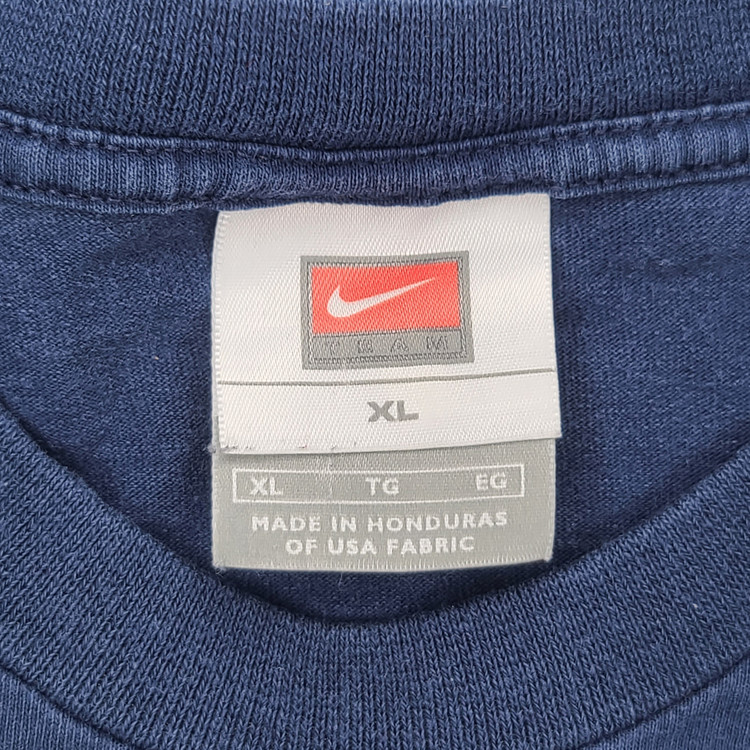 TEAM
XL
XL TG EG
MADE IN HONDURAS
OF USA FABRIC